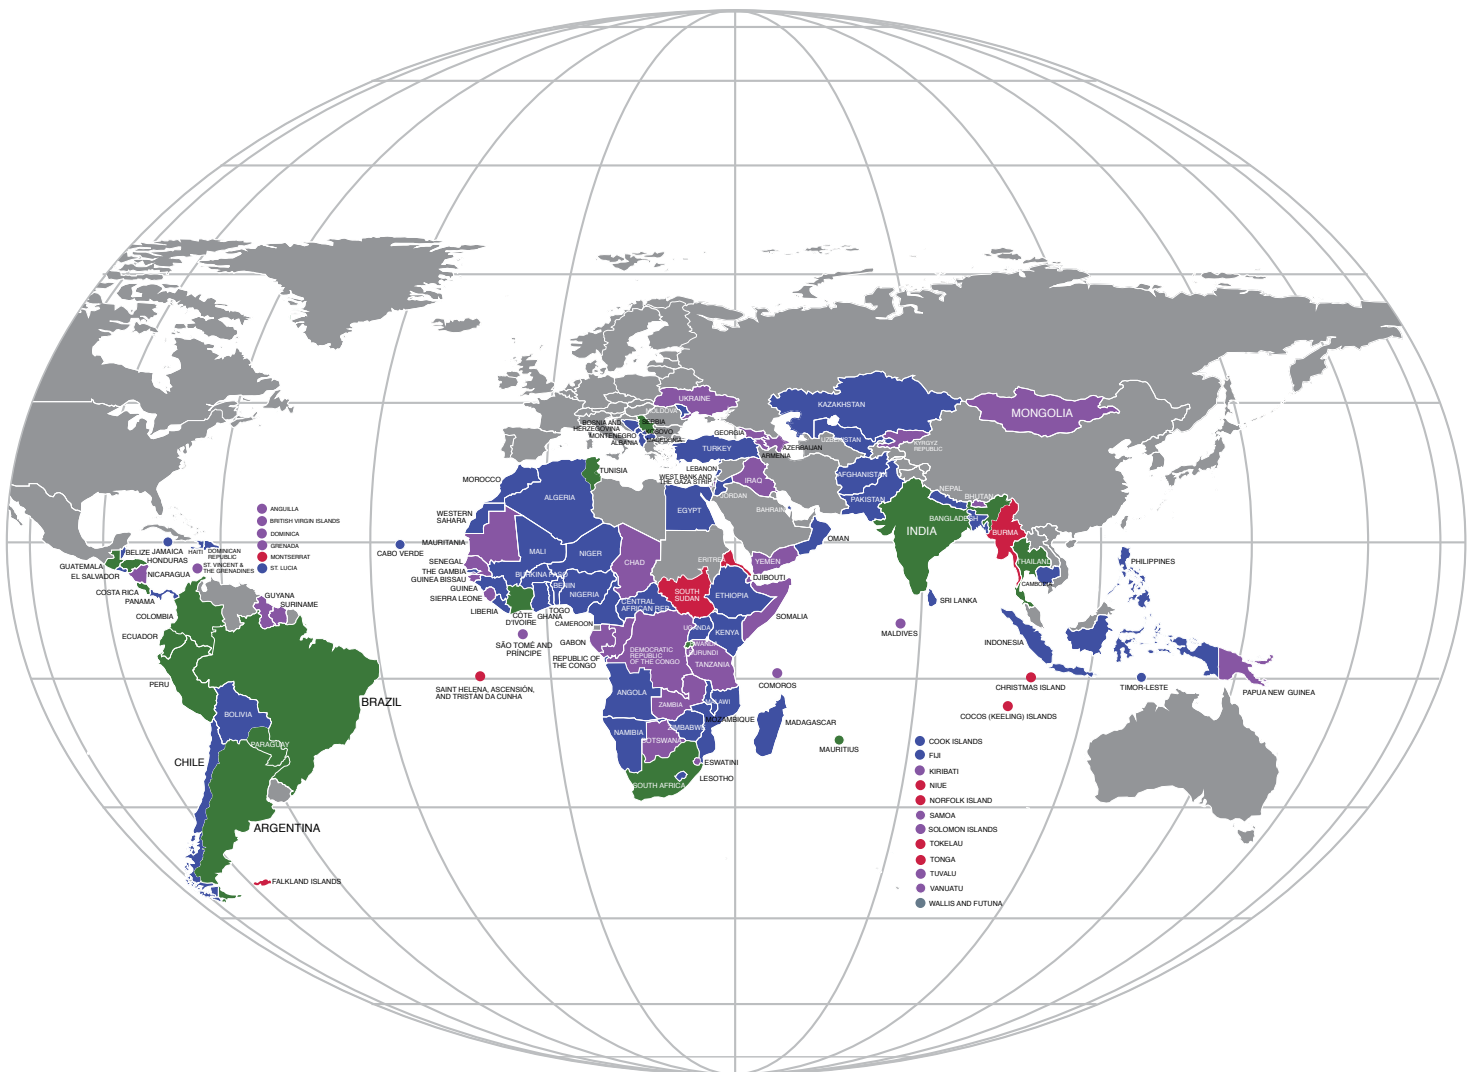 UKRAINE
MOLDOVA
KAZAKHSTAN
MONGOLIA
BOSNIA AND
HERZEGOVINA
SERBIA
KOSOVO
MONTENEGRO
MACEDONIA
ALBANIA
GEORGIA
AZERBAIJAN
ARMENIA
UZBEKISTAN
KYRGYZ
REPUBLIC
TURKEY
TUNISIA
LEBANON
WEST BANK AND
THE GAZA STRIP
IRAQ
AFGHANISTAN
MOROCCO
ALGERIA
JORDAN
PAKISTAN
NEPAL
BHUTAN
EGYPT
BAHRAIN
ANGUILLA
BRITISH VIRGIN ISLANDS
DOMINICA
GRENADA
MONTSERRAT
ST. LUCIA
WESTERN
SAHARA
BANGLADESH
INDIA
BURMA
OMAN
MAURITANIA
CABO VERDE
MALI
NIGER
CHAD
ERITREA
YEMEN
BELIZE
JAMAICA
HAITI
DOMINICAN
REPUBLIC
HONDURAS
GUATEMALA
EL SALVADOR
NICARAGUA
ST. VINCENT &
THE GRENADINES
SENEGAL
THE GAMBIA
GUINEA BISSAU
GUINEA
SIERRA LEONE
LIBERIA
BURKINA FASO
BENIN
NIGERIA
DJIBOUTI
THAILAND
CAMBODIA
PHILIPPINES
COSTA RICA
PANAMA
GUYANA
SURINAME
COLOMBIA
ECUADOR
CÔTE
D'IVOIRE
GHANA
TOGO
CENTRAL
AFRICAN REP.
SOUTH
SUDAN
ETHIOPIA
SOMALIA
SRI LANKA
CAMEROON
GABON
SÃO TOMÉ AND
PRÍNCIPE
REPUBLIC OF
THE CONGO
DEMOCRATIC
REPUBLIC
OF THE CONGO
UGANDA
KENYA
RWANDA
BURUNDI
TANZANIA
MALDIVES
INDONESIA
PERU
BRAZIL
SAINT HELENA, ASCENSIÓN,
AND TRISTAN DA CUNHA
COMOROS
CHRISTMAS ISLAND
TIMOR-LESTE
PAPUA NEW GUINEA
ANGOLA
ZAMBIA
MALAWI
MOZAMBIQUE
MADAGASCAR
COCOS (KEELING) ISLANDS
BOLIVIA
PARAGUAY
NAMIBIA
ZIMBABWE
BOTSWANA
MAURITIUS
CHILE
ESWATINI
LESOTHO
SOUTH AFRICA
ARGENTINA
FALKLAND ISLANDS
COOK ISLANDS
FIJI
KIRIBATI
NIUE
NORFOLK ISLAND
SAMOA
SOLOMON ISLANDS
TOKELAU
TONGA
TUVALU
VANUATU
WALLIS AND FUTUNA